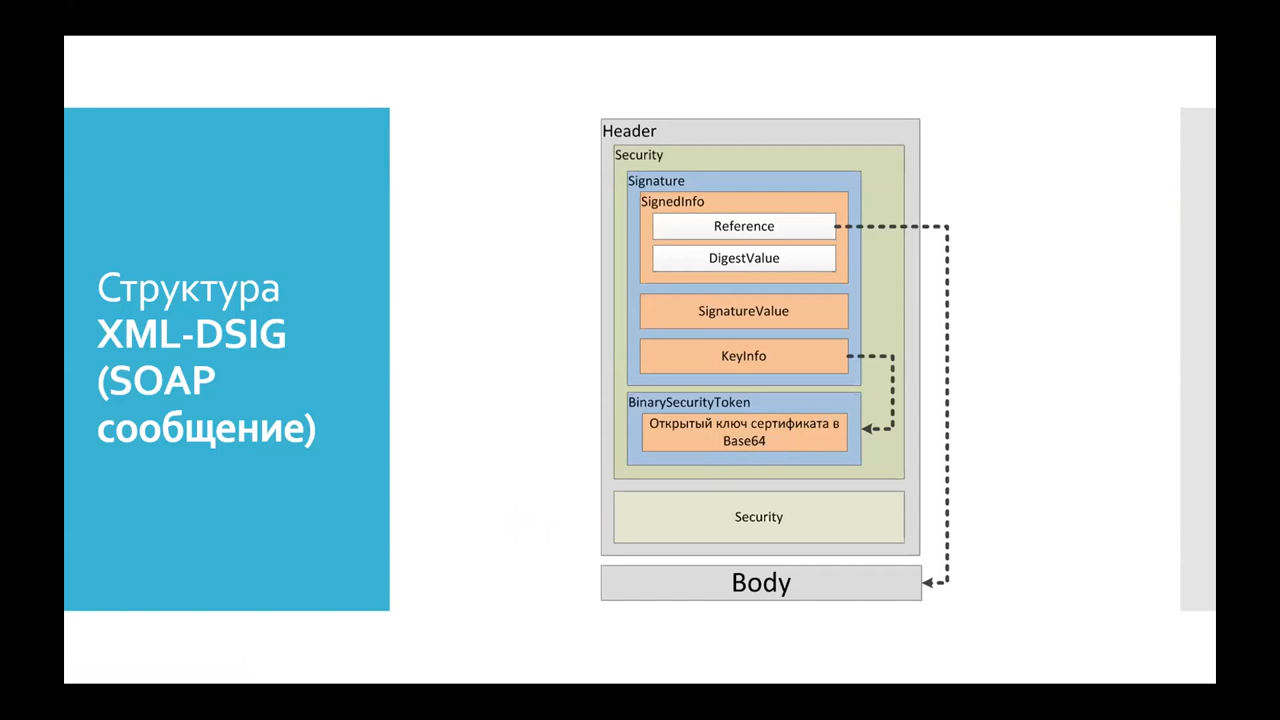 Структура
XML-DSIG
(SOAP
сообщение)
Header
Security
Signature
SignedInfo
Reference
DigestValue
SignatureValue
KeyInfo
BinarySecurityToken
Открытый ключ сертификата в
Base64
Security
Body